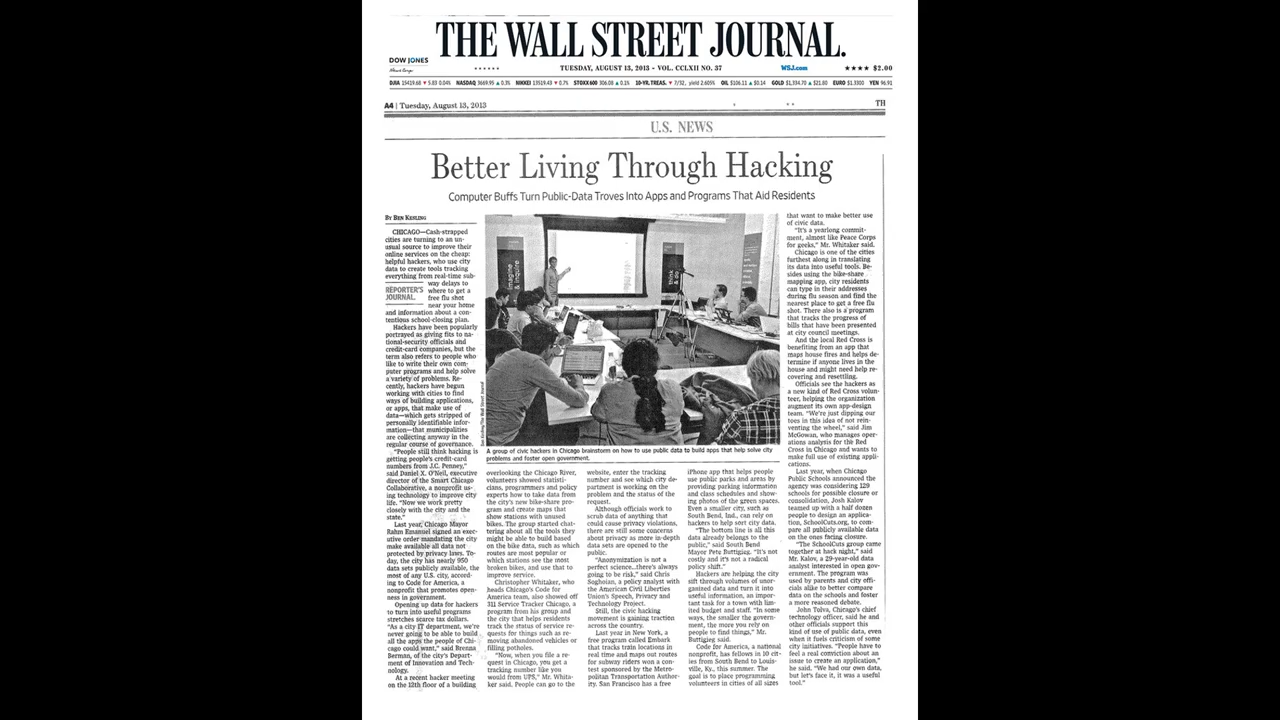 THE WALL STREET JOURNAL.
DOW JONES
TUESDAY, AUGUST 13, 2013 - VOL. CCLXII NO. 37
WSJ.com
★★★★ $2.00
DJIA 15419.68 ▼ 5.83 0.04% NASDAQ 3669.95 ▲ 0.3% NIKKEI 13519.43 ▼ 0.7% STOXX 600 306.08 ▲ 0.1% 10-YR. TREAS. ▼ 7/32, yield 2.605% OIL $106.11 ▲ $0.14 GOLD $1,334.70 ▲ $21.80 EURO $1.3300 YEN 96.91
A4 | Tuesday, August 13, 2013
TH
U.S. NEWS
Better Living Through Hacking
Computer Buffs Turn Public-Data Troves Into Apps and Programs That Aid Residents
BY BEN KESLING
CHICAGO—Cash-strapped
cities are turning to an un-
usual source to improve their
online services on the cheap:
helpful hackers, who use city
data to create tools tracking
everything from real-time sub-
way delays to
REPORTER'S
JOURNAL
where to get a
free flu shot
near your home
and information about a con-
tentious school-closing plan.
Hackers have been popularly
portrayed as giving fits to na-
tional-security officials and
credit-card companies, but the
term also refers to people who
like to write their own com-
puter programs and help solve
a variety of problems. Re-
cently, hackers have begun
working with cities to find
ways of building applications,
or apps, that make use of
data—which gets stripped of
personally identifiable infor-
mation—that municipalities
are collecting anyway in the
regular course of governance.
"People still think hacking is
getting people's credit-card
numbers from J.C. Penney,"
said Daniel X. O'Neil, executive
director of the Smart Chicago
Collaborative, a nonprofit us-
ing technology to improve city
life. "Now we work pretty
closely with the city and the
state."
Last year, Chicago Mayor
Rahm Emanuel signed an exec-
utive order mandating the city
make available all data not
protected by privacy laws. To-
day, the city has nearly 950
data sets publicly available, the
most of any U.S. city, accord-
ing to Code for America, a
nonprofit that promotes open-
ness in government.
Opening up data for hackers
to turn into useful programs
stretches scarce tax dollars.
"As a city IT department, we're
never going to be able to build
all the apps the people of Chi-
cago could want," said Brenna
Berman, of the city's Depart-
ment of Innovation and Tech-
nology.
At a recent hacker meeting
on the 12th floor of a building
imagine & inquire
think & do
A group of civic hackers in Chicago brainstorm on how to use public data to build apps that help solve city
problems and foster open government.
overlooking the Chicago River,
volunteers showed statisti-
cians, programmers and policy
experts how to take data from
the city's new bike-share pro-
gram and create maps that
show stations with unused
bikes. The group started chat-
tering about all the tools they
might be able to build based
on the bike data, such as which
routes are most popular or
which stations see the most
broken bikes, and use that to
improve service.
Christopher Whitaker, who
heads Chicago's Code for
America team, also showed off
311 Service Tracker Chicago, a
program from his group and
the city that helps residents
track the status of service re-
quests for things such as re-
moving abandoned vehicles or
filling potholes.
"Now, when you file a re-
quest in Chicago, you get a
tracking number like you
would from UPS," Mr. Whita-
ker said. People can go to the
website, enter the tracking
number and see which city de-
partment is working on the
problem and the status of the
request.
Although officials work to
scrub data of anything that
could cause privacy violations,
there are still some concerns
about privacy as more in-depth
data sets are opened to the
public.
"Anonymization is not a
perfect science...there's always
going to be risk," said Chris
Soghoian, a policy analyst with
the American Civil Liberties
Union's Speech, Privacy and
Technology Project.
Still, the civic hacking
movement is gaining traction
across the country.
Last year in New York, a
free program called Embark
that tracks train locations in
real time and maps out routes
for subway riders won a con-
test sponsored by the Metro-
politan Transportation Author-
ity. San Francisco has a free
iPhone app that helps people
use public parks and areas by
providing parking information
and class schedules and show-
ing photos of the green spaces.
Even a smaller city, such as
South Bend, Ind., can rely on
hackers to help sort city data.
"The bottom line is all this
data already belongs to the
public," said South Bend
Mayor Pete Buttigieg. "It's not
costly and it's not a radical
policy shift."
Hackers are helping the city
sift through volumes of unor-
ganized data and turn it into
useful information, an impor-
tant task for a town with lim-
ited budget and staff. "In some
ways, the smaller the govern-
ment, the more you rely on
people to find things," Mr.
Buttigieg said.
Code for America, a national
nonprofit, has fellows in 10 cit-
ies from South Bend to Louis-
ville, Ky., this summer. The
goal is to place programming
volunteers in cities of all sizes
that want to make better use
of civic data.
"It's a yearlong commit-
ment, almost like Peace Corps
for geeks," Mr. Whitaker said.
Chicago is one of the cities
furthest along in translating
its data into useful tools. Be-
sides using the bike-share
mapping app, city residents
can type in their addresses
during flu season and find the
nearest place to get a flu
shot. There also is a program
that tracks the progress of
bills that have been presented
at city council meetings.
And the local Red Cross is
benefiting from an app that
maps house fires and helps de-
termine if anyone lives in the
house and might need help re-
covering and resettling.
Officials see the hackers as
a new kind of Red Cross volun-
teer, helping the organization
augment its own app-design
team. "We're just dipping our
toes in this idea of not rein-
venting the wheel," said Jim
McGowan, who manages oper-
ations analysis for the Red
Cross in Chicago and wants to
make full use of existing appli-
cations.
Last year, when Chicago
Public Schools announced the
agency was considering 129
schools for possible closure or
consolidation, Josh Kalov
teamed up with a half dozen
people to design an applica-
tion, SchoolCuts.org, to com-
pare all publicly available data
on the ones facing closure.
"The SchoolCuts group came
together at hack night," said
Mr. Kalov, a 29-year-old data
analyst interested in open gov-
ernment. The program was
used by parents and city offi-
cials alike to better compare
data on the schools and foster
a more reasoned debate.
John Tolva, Chicago's chief
technology officer, said he and
other officials support this
kind of use of public data, even
when it fuels criticism of some
city initiatives. "People have to
feel a real conviction about an
issue to create an application,"
he said. "We had our own data,
but let's face it, it was a useful
tool."